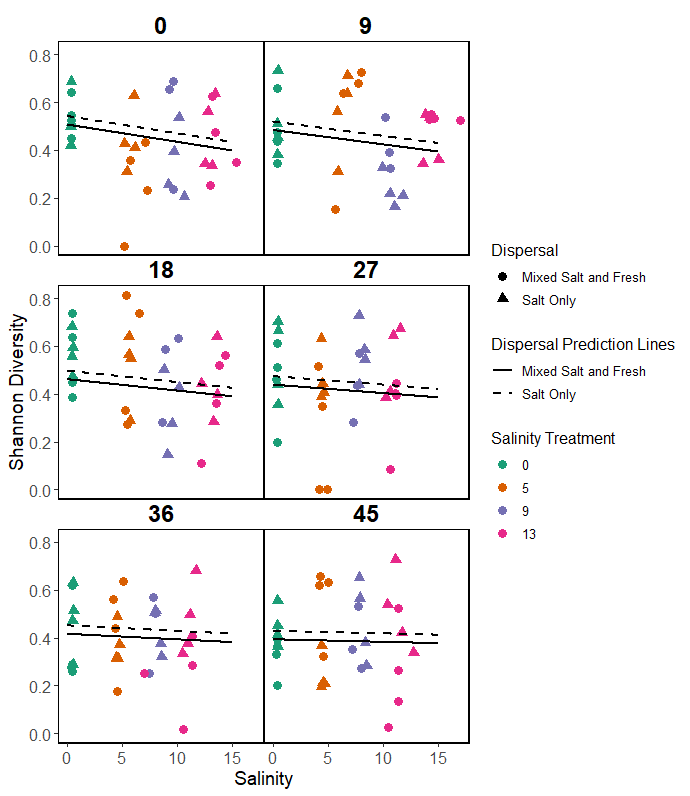 0 9
0.8
0.6
0.4
0.2
0.0
18 27
0.8
0.6
0.4
0.2
0.0
36 45
0.8
0.6
0.4
0.2
0.0
0 5 10 15 0 5 10 15
Salinity
Shannon Diversity
Dispersal
Mixed Salt and Fresh
Salt Only
Dispersal Prediction Lines
Mixed Salt and Fresh
Salt Only
Salinity Treatment
0
5
9
13